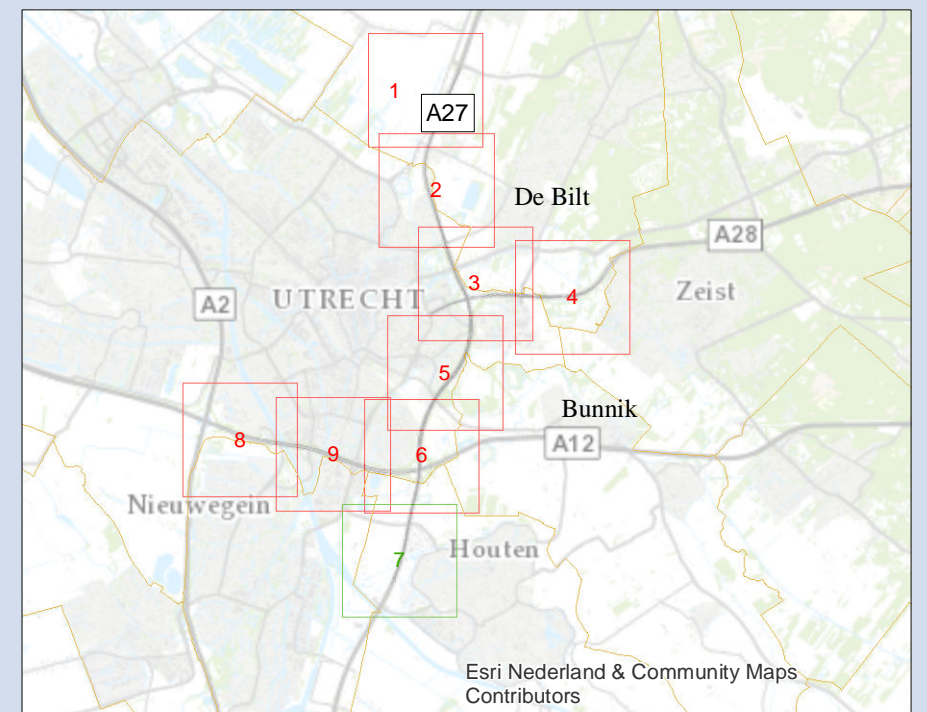 1
A27
2
De Bilt
A28
3
4
Zeist
A2
UTRECHT
5
Bunnik
8
9
6
A12
Nieuwegein
7
Houten
Esri Nederland & Community Maps
Contributors